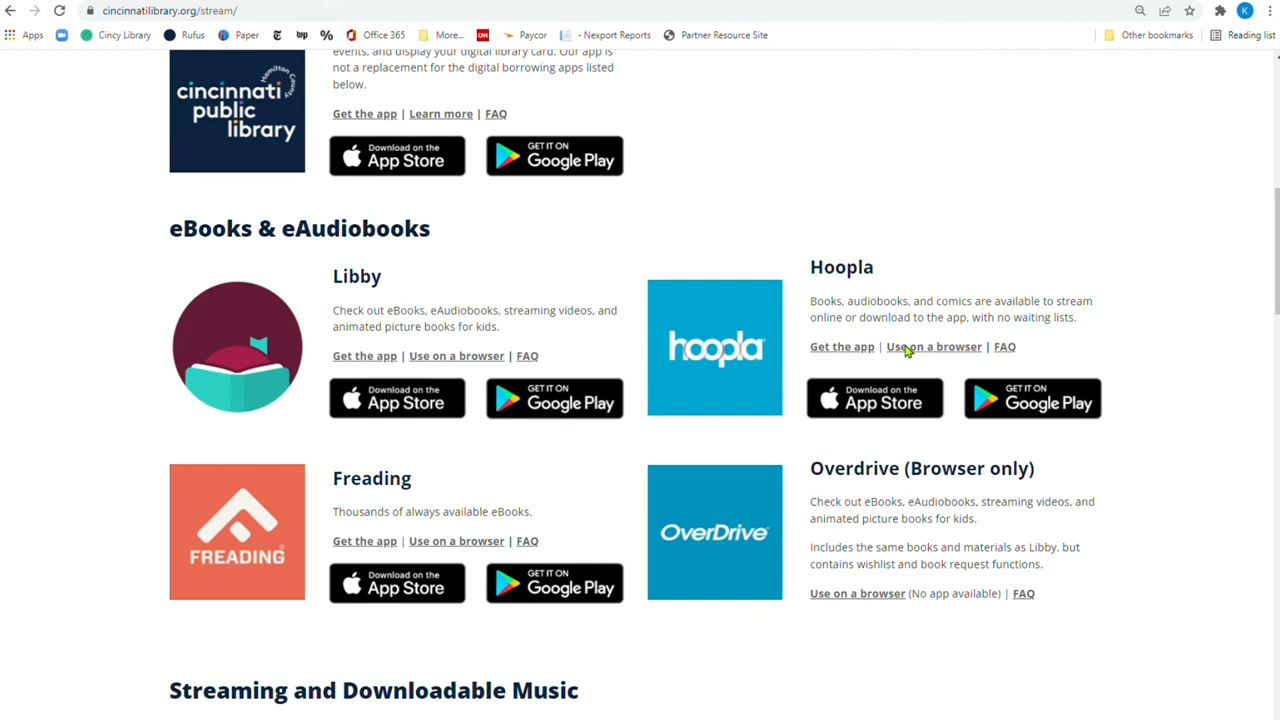 cincinnatilibrary.org/stream/
K
Apps
Cincy Library
Rufus
Paper
Office 365
More...
CNN
Paycor
- Nexport Reports
Partner Resource Site
Other bookmarks
Reading list
events, and display your digital library card. Our app is
not a replacement for the digital borrowing apps listed
below.
Get the app | Learn more | FAQ
cincinnati
public
library
Hamilton County
Download on the
App Store
GET IT ON
Google Play
eBooks & eAudiobooks
Libby
Check out eBooks, eAudiobooks, streaming videos, and
animated picture books for kids.
Get the app | Use on a browser | FAQ
Download on the
App Store
GET IT ON
Google Play
hoopla
Hoopla
Books, audiobooks, and comics are available to stream
online or download to the app, with no waiting lists.
Get the app | Use on a browser | FAQ
Download on the
App Store
GET IT ON
Google Play
FREADING
Freading
Thousands of always available eBooks.
Get the app | Use on a browser | FAQ
Download on the
App Store
GET IT ON
Google Play
OverDrive
Overdrive (Browser only)
Check out eBooks, eAudiobooks, streaming videos, and
animated picture books for kids.
Includes the same books and materials as Libby, but
contains wishlist and book request functions.
Use on a browser (No app available) | FAQ
Streaming and Downloadable Music